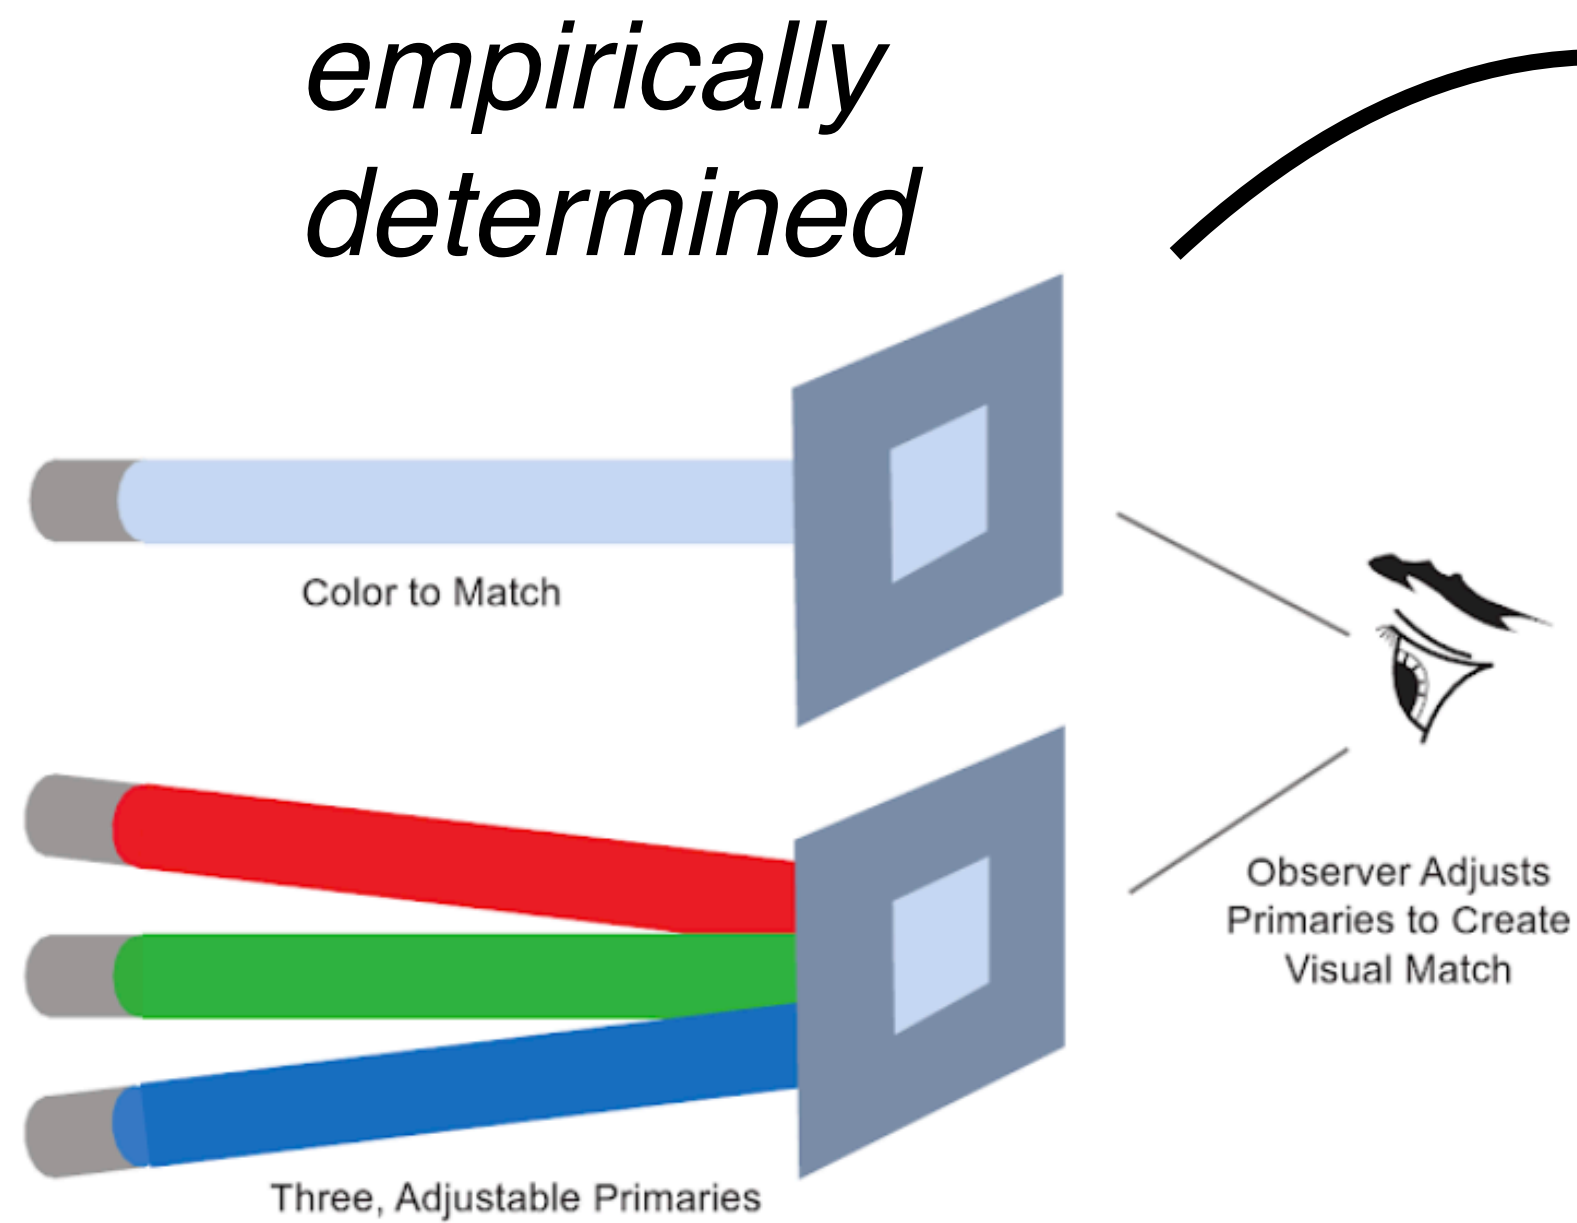 empirically
determined
Color to Match
Observer Adjusts
Primaries to Create
Visual Match
Three, Adjustable Primaries